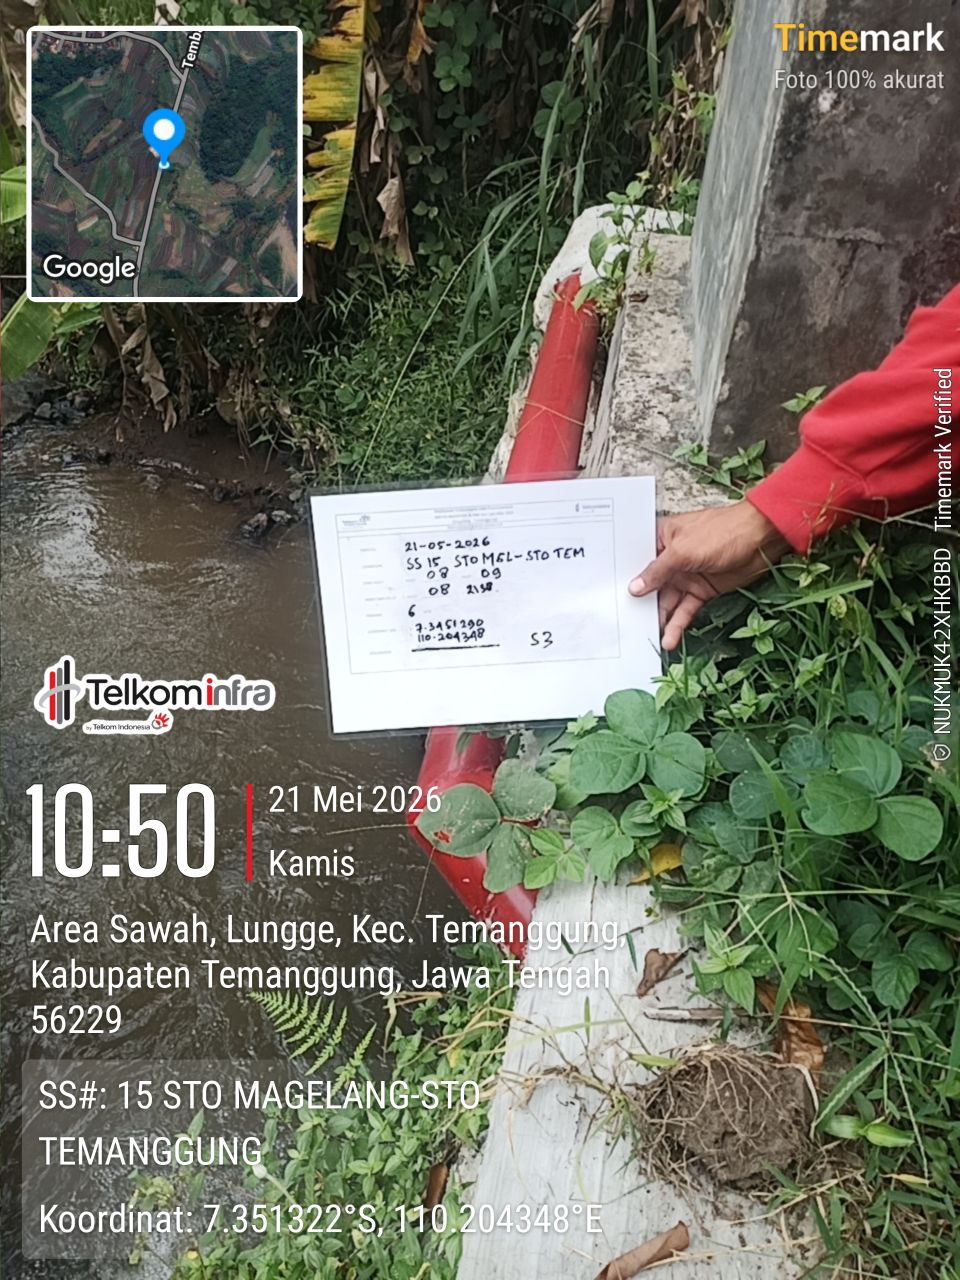 Timemark
Foto 100% akurat
Temb
Google
21-05-2026
SS 15 STO MGL-STO TEM
08 09
08 2158
6
7.3451290
110.204348
53
NUKMUK42XHKBBD Timemark Verified
Telkominfra
by Telkom Indonesia
10:50
21 Mei 2026
Kamis
Area Sawah, Lungge, Kec. Temanggung,
Kabupaten Temanggung, Jawa Tengah
56229
SS#: 15 STO MAGELANG-STO
TEMANGGUNG
Koordinat: 7.351322°S, 110.204348°E